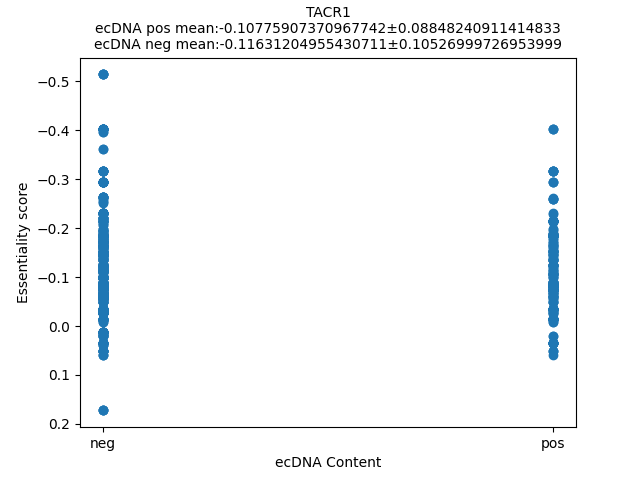 TACR1
ecDNA pos mean:-0.10775907370967742±0.08848240911414833
ecDNA neg mean:-0.11631204955430711±0.10526999726953999
−0.5
−0.4
−0.3
−0.2
−0.1
0.0
0.1
0.2
Essentiality score
neg
pos
ecDNA Content